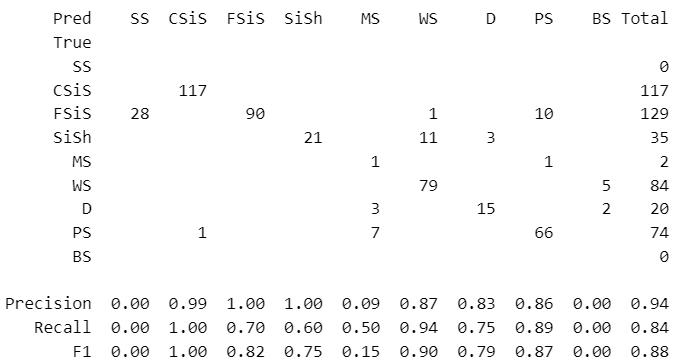 Pred SS CSiS FSiS SiSh MS WS D PS BS Total
True
SS 0
CSiS 117 117
FSiS 28 90 1 10 129
SiSh 21 11 3 35
MS 1 1 2
WS 79 5 84
D 3 15 2 20
PS 1 7 66 74
BS 0
Precision 0.00 0.99 1.00 1.00 0.09 0.87 0.83 0.86 0.00 0.94
Recall 0.00 1.00 0.70 0.60 0.50 0.94 0.75 0.89 0.00 0.84
F1 0.00 1.00 0.82 0.75 0.15 0.90 0.79 0.87 0.00 0.88